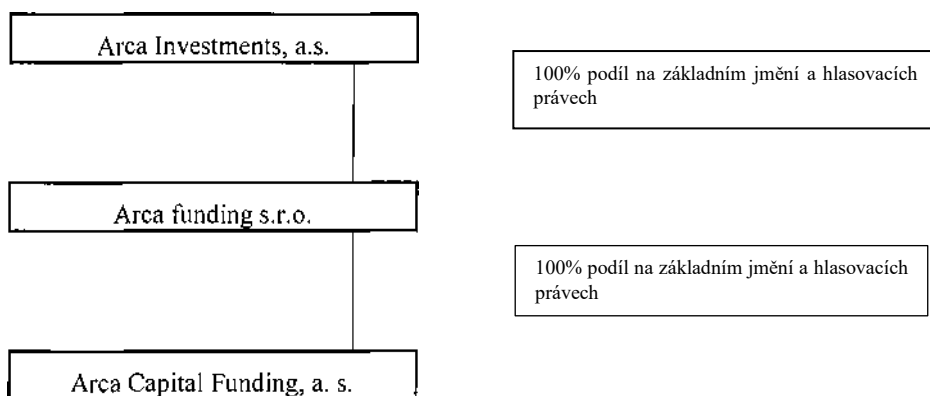 Arca Investments, a.s.
100% podíl na základním jmění a hlasovacích
právech
Arca funding s.r.o.
100% podíl na základním jmění a hlasovacích
právech
Arca Capital Funding, a. s.